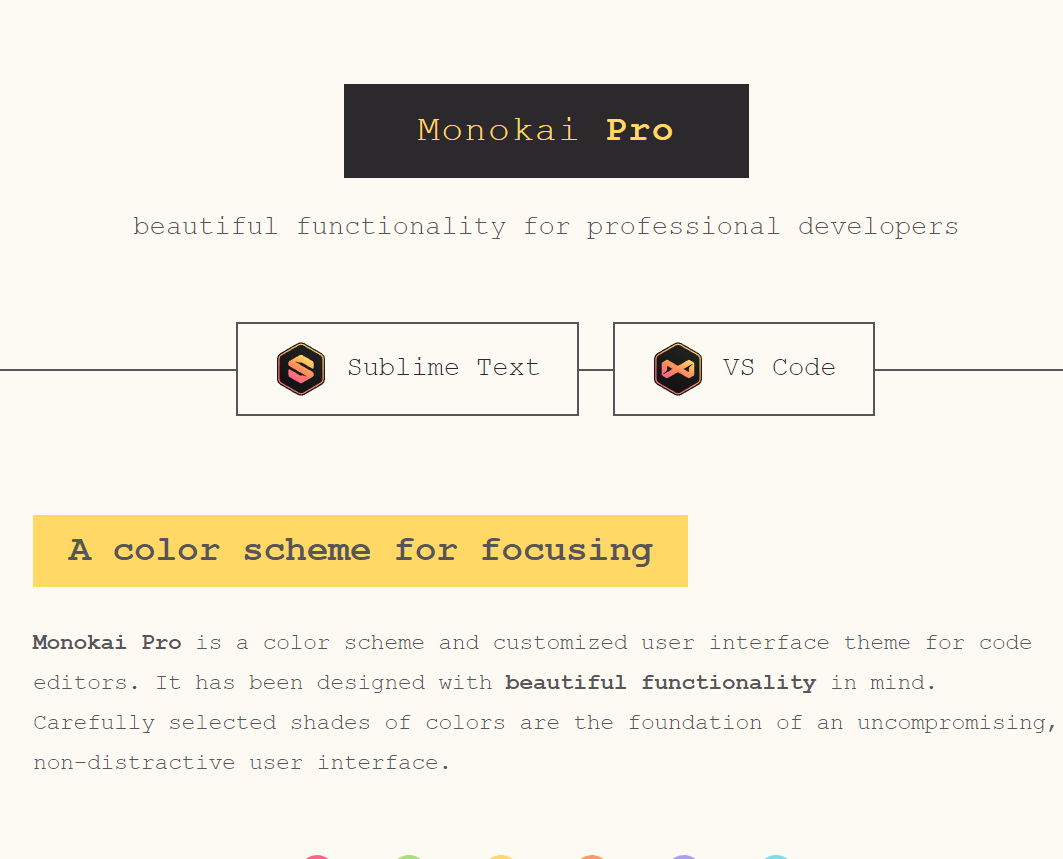 Monokai Pro
beautiful functionality for professional developers
Sublime Text
VS Code
A color scheme for focusing
Monokai Pro is a color scheme and customized user interface theme for code
editors. It has been designed with beautiful functionality in mind.
Carefully selected shades of colors are the foundation of an uncompromising,
non-distractive user interface.